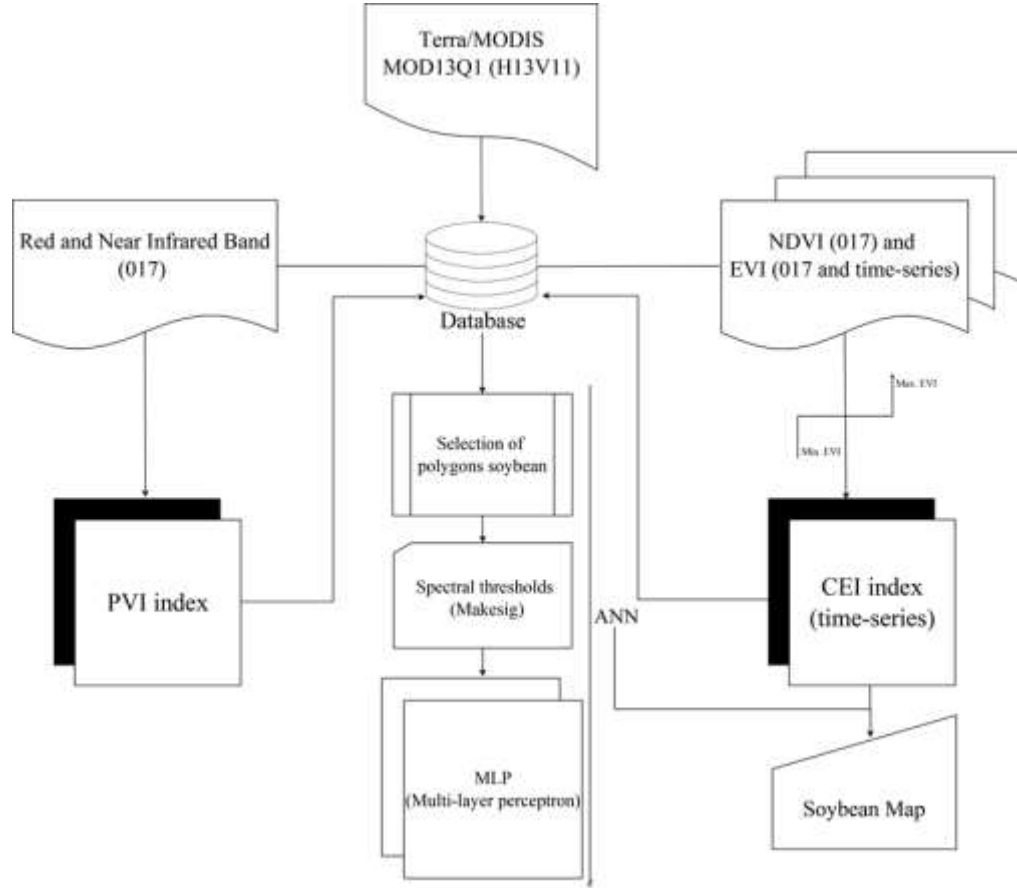 Terra/MODIS
MOD13Q1 (H13V11)
Red and Near Infrared Band
(017)
Database
NDVI (017) and
EVI (017 and time-series)
Max. EVI
Min. EVI
Selection of
polygons soybean
PVI index
Spectral thresholds
(Makesig)
ANN
CEI index
(time-series)
MLP
(Multi-layer perceptron)
Soybean Map